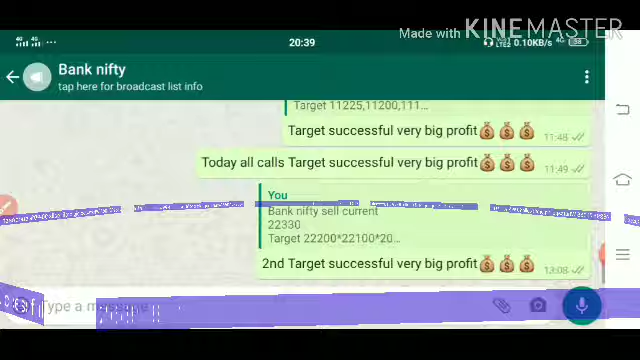 Made with KINEMASTER
20:39
0.10KB/s
Bank nifty
tap here for broadcast list info
Target 11225,11200,111...
Target successful very big profit💰💰💰
11:48
Today all calls Target successful very big profit💰💰💰
11:49
You
Bank nifty sell current
22330
Target 22200*22100*20...
2nd Target successful very big profit💰💰💰
13:08
Type a message